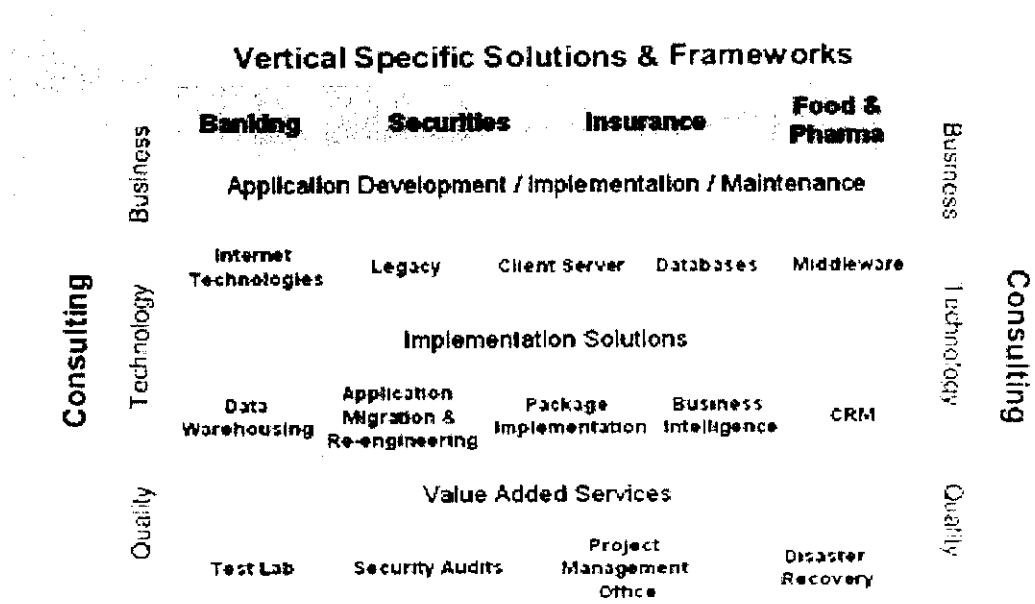 Vertical Specific Solutions & Frameworks
Banking Securities Insurance Food &
Pharma
Application Development / Implementation / Maintenance
Internet
Technologies
Legacy
Client Server
Databases
Middleware
Implementation Solutions
Data
Warehousing
Application
Migration &
Re-engineering
Package
Implementation
Business
Intelligence
CRM
Value Added Services
Test Lab
Security Audits
Project
Management
Office
Disaster
Recovery
Consulting
Business
Technology
Quality
Business
Technology
Quality
Consulting